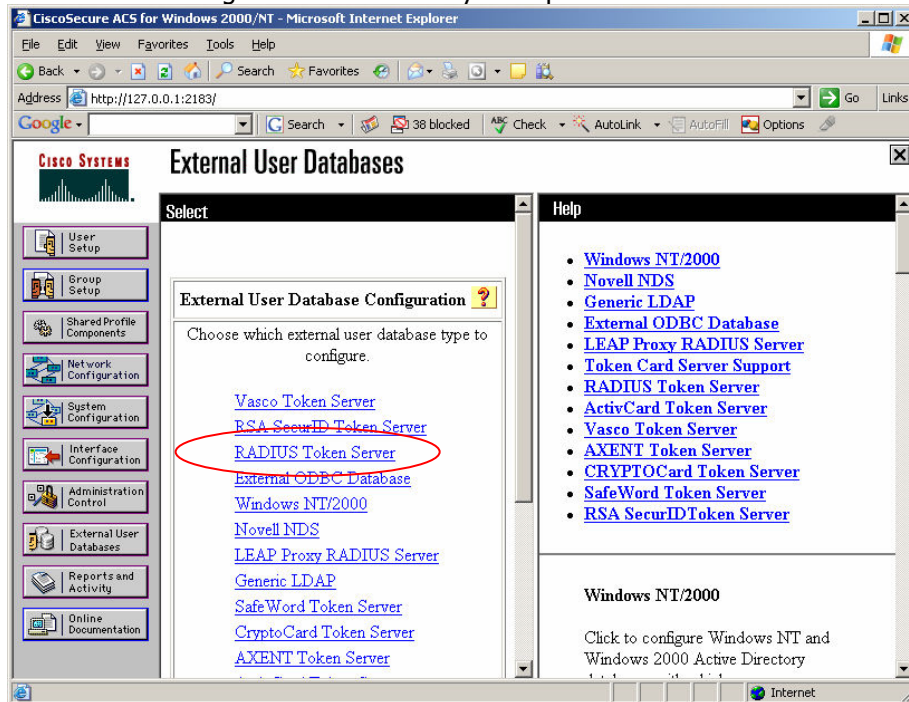 CiscoSecure ACS for Windows 2000/NT - Microsoft Internet Explorer
File Edit View Favorites Tools Help
Back Search Favorites
Address http://127.0.0.1:2183/ Go Links
Google - Search 38 blocked Check AutoLink AutoFill Options
CISCO SYSTEMS
External User Databases
Select
User Setup
Group Setup
Shared Profile Components
Network Configuration
System Configuration
Interface Configuration
Administration Control
External User Databases
Reports and Activity
Online Documentation
External User Database Configuration ?
Choose which external user database type to
configure.
Vasco Token Server
RSA SecurID Token Server
RADIUS Token Server
External ODBC Database
Windows NT/2000
Novell NDS
LEAP Proxy RADIUS Server
Generic LDAP
SafeWord Token Server
CryptoCard Token Server
AXENT Token Server
Help
Windows NT/2000
Novell NDS
Generic LDAP
External ODBC Database
LEAP Proxy RADIUS Server
Token Card Server Support
RADIUS Token Server
ActivCard Token Server
Vasco Token Server
AXENT Token Server
CRYPTOCard Token Server
SafeWord Token Server
RSA SecurIDToken Server
Windows NT/2000
Click to configure Windows NT and
Windows 2000 Active Directory
Internet